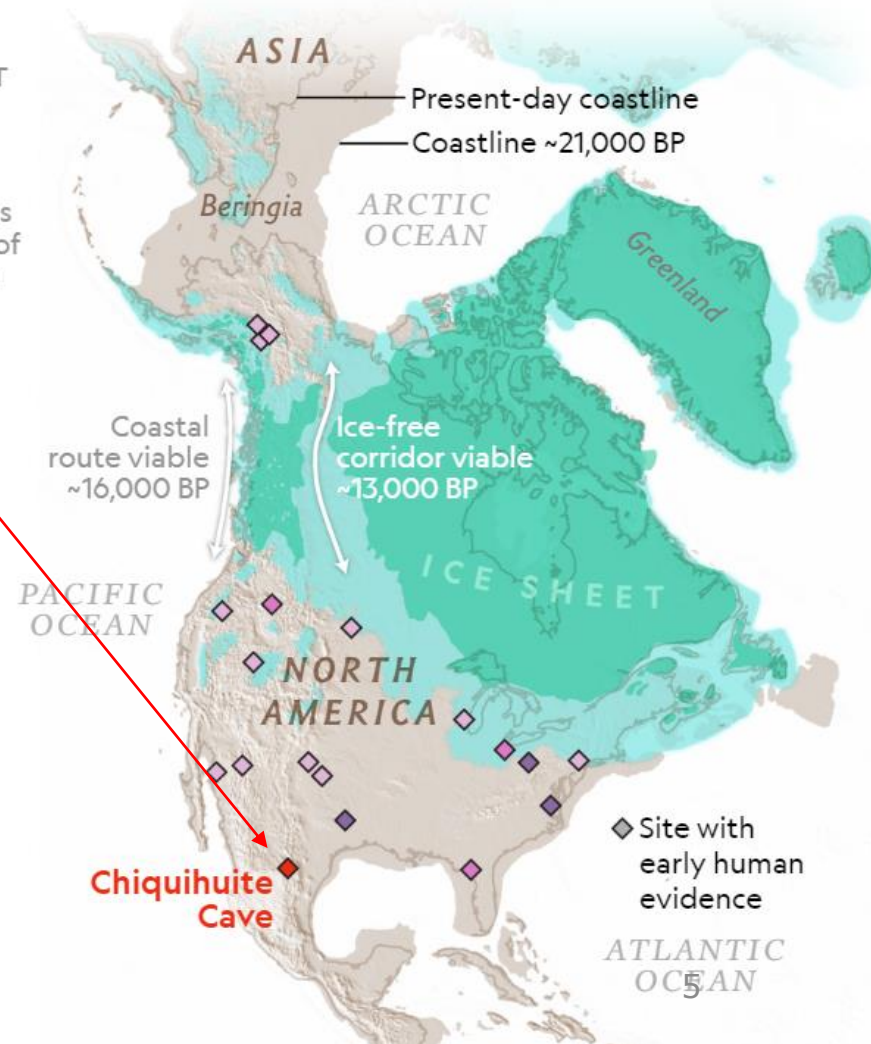 T
s
of
ASIA
Present-day coastline
Coastline ~21,000 BP
Beringia
ARCTIC
OCEAN
Greenland
Coastal
route viable
~16,000 BP
Ice-free
corridor viable
~13,000 BP
ICE SHEET
PACIFIC
OCEAN
NORTH
AMERICA
Site with
early human
evidence
Chiquihuite
Cave
ATLANTIC
OCEAN
5